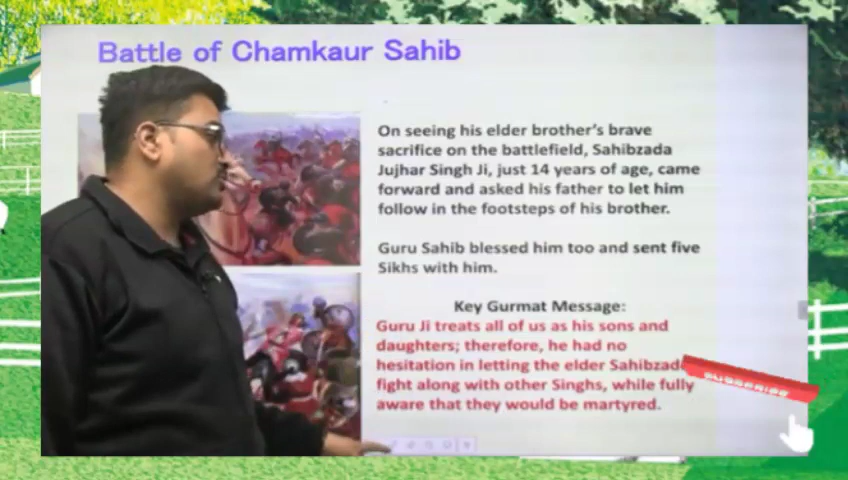 Battle of Chamkaur Sahib
On seeing his elder brother's brave
sacrifice on the battlefield, Sahibzada
Jujhar Singh Ji, just 14 years of age, came
forward and asked his father to let him
follow in the footsteps of his brother.
Guru Sahib blessed him too and sent five
Sikhs with him.
Key Gurmat Message:
Guru Ji treats all of us as his sons and
daughters; therefore, he had no
hesitation in letting the elder Sahibzad
fight along with other Singhs, while fully
aware that they would be martyred.
SUBSCRIBE